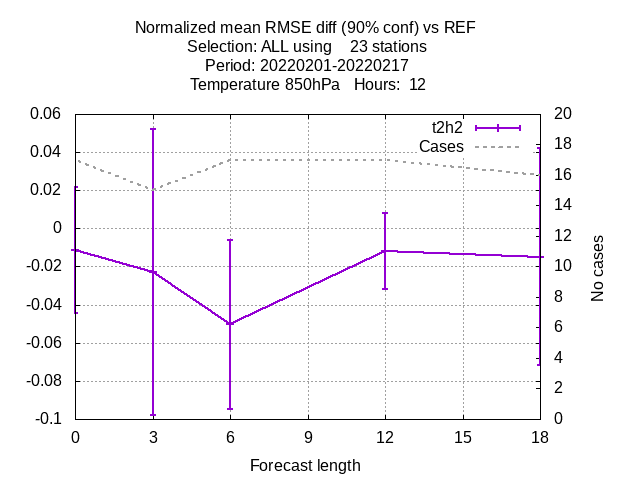 Normalized mean RMSE diff (90% conf) vs REF
Selection: ALL using    23 stations
Period: 20220201-20220217
Temperature 850hPa   Hours:  12
t2h2
Cases
0.06
0.04
0.02
0
-0.02
-0.04
-0.06
-0.08
-0.1
20
18
16
14
12
10
8
6
4
2
0
No cases
0 3 6 9 12 15 18
Forecast length